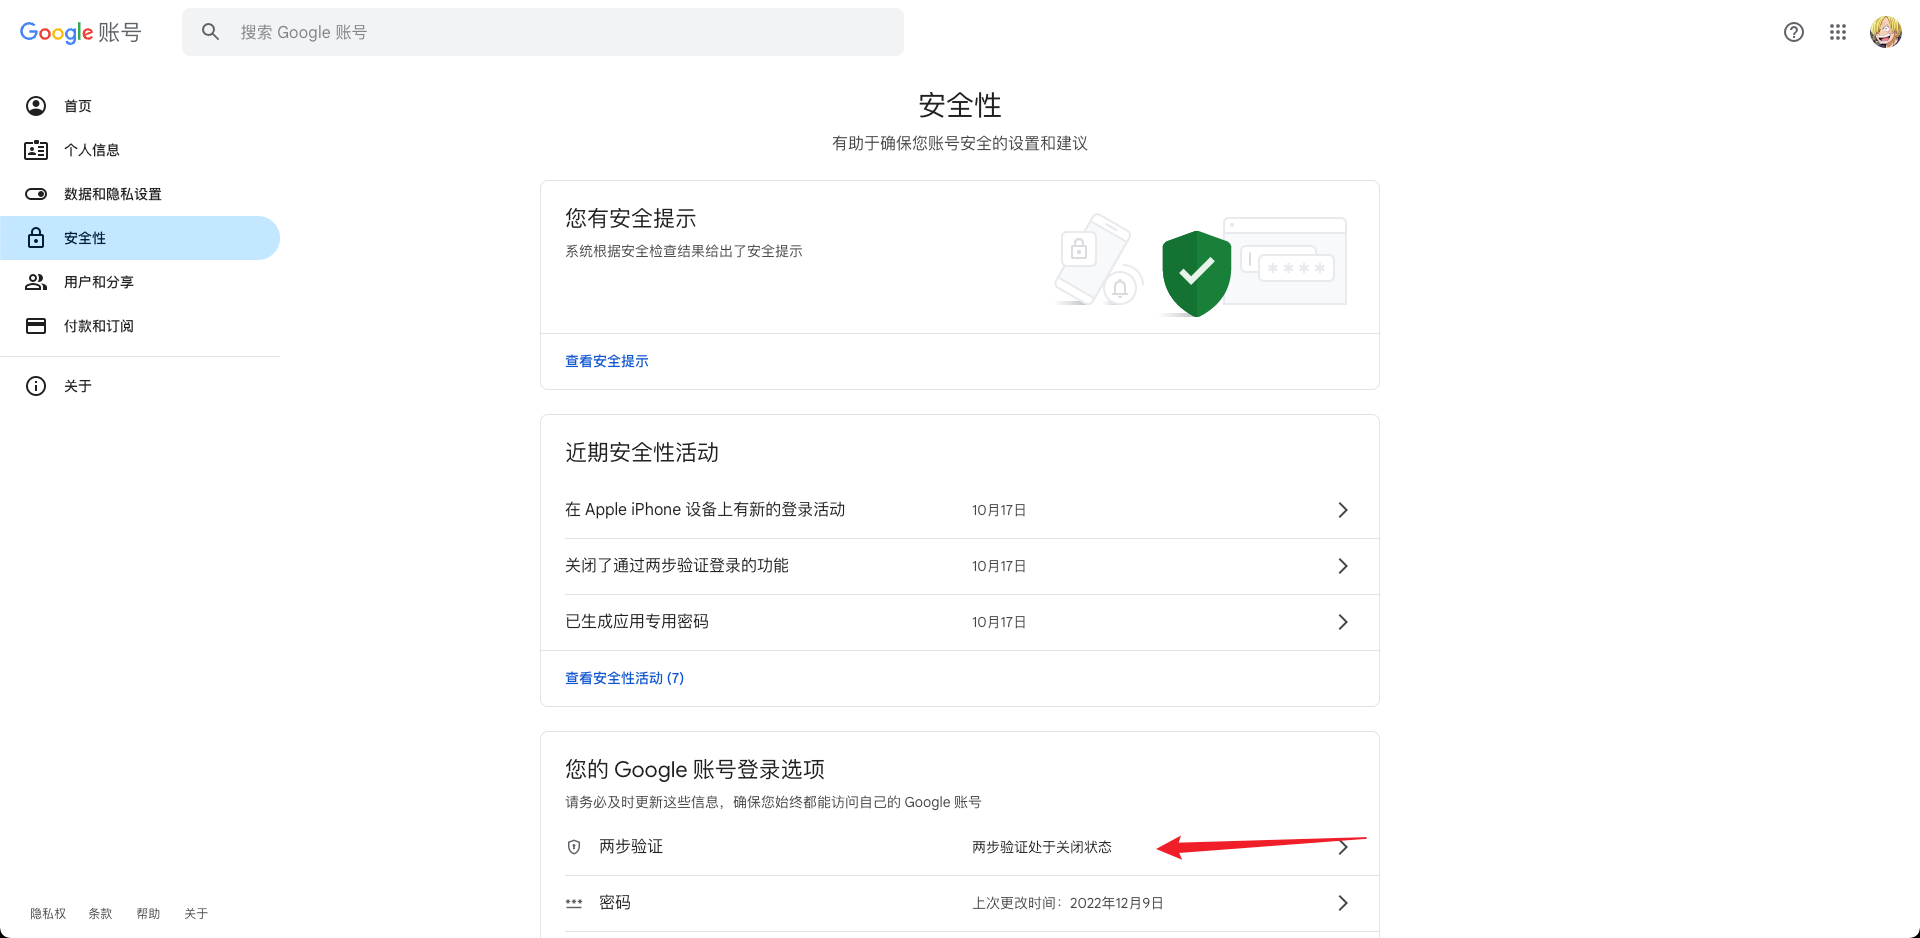 Google 账号
搜索 Google 账号
首页
个人信息
数据和隐私设置
安全性
用户和分享
付款和订阅
关于
安全性
有助于确保您账号安全的设置和建议
您有安全提示
系统根据安全检查结果给出了安全提示
查看安全提示
近期安全性活动
在 Apple iPhone 设备上有新的登录活动 10月17日
关闭了通过两步验证登录的功能 10月17日
已生成应用专用密码 10月17日
查看安全性活动 (7)
您的 Google 账号登录选项
请务必及时更新这些信息，确保您始终都能访问自己的 Google 账号
两步验证 两步验证处于关闭状态
密码 上次更改时间：2022年12月9日
隐私权 条款 帮助 关于